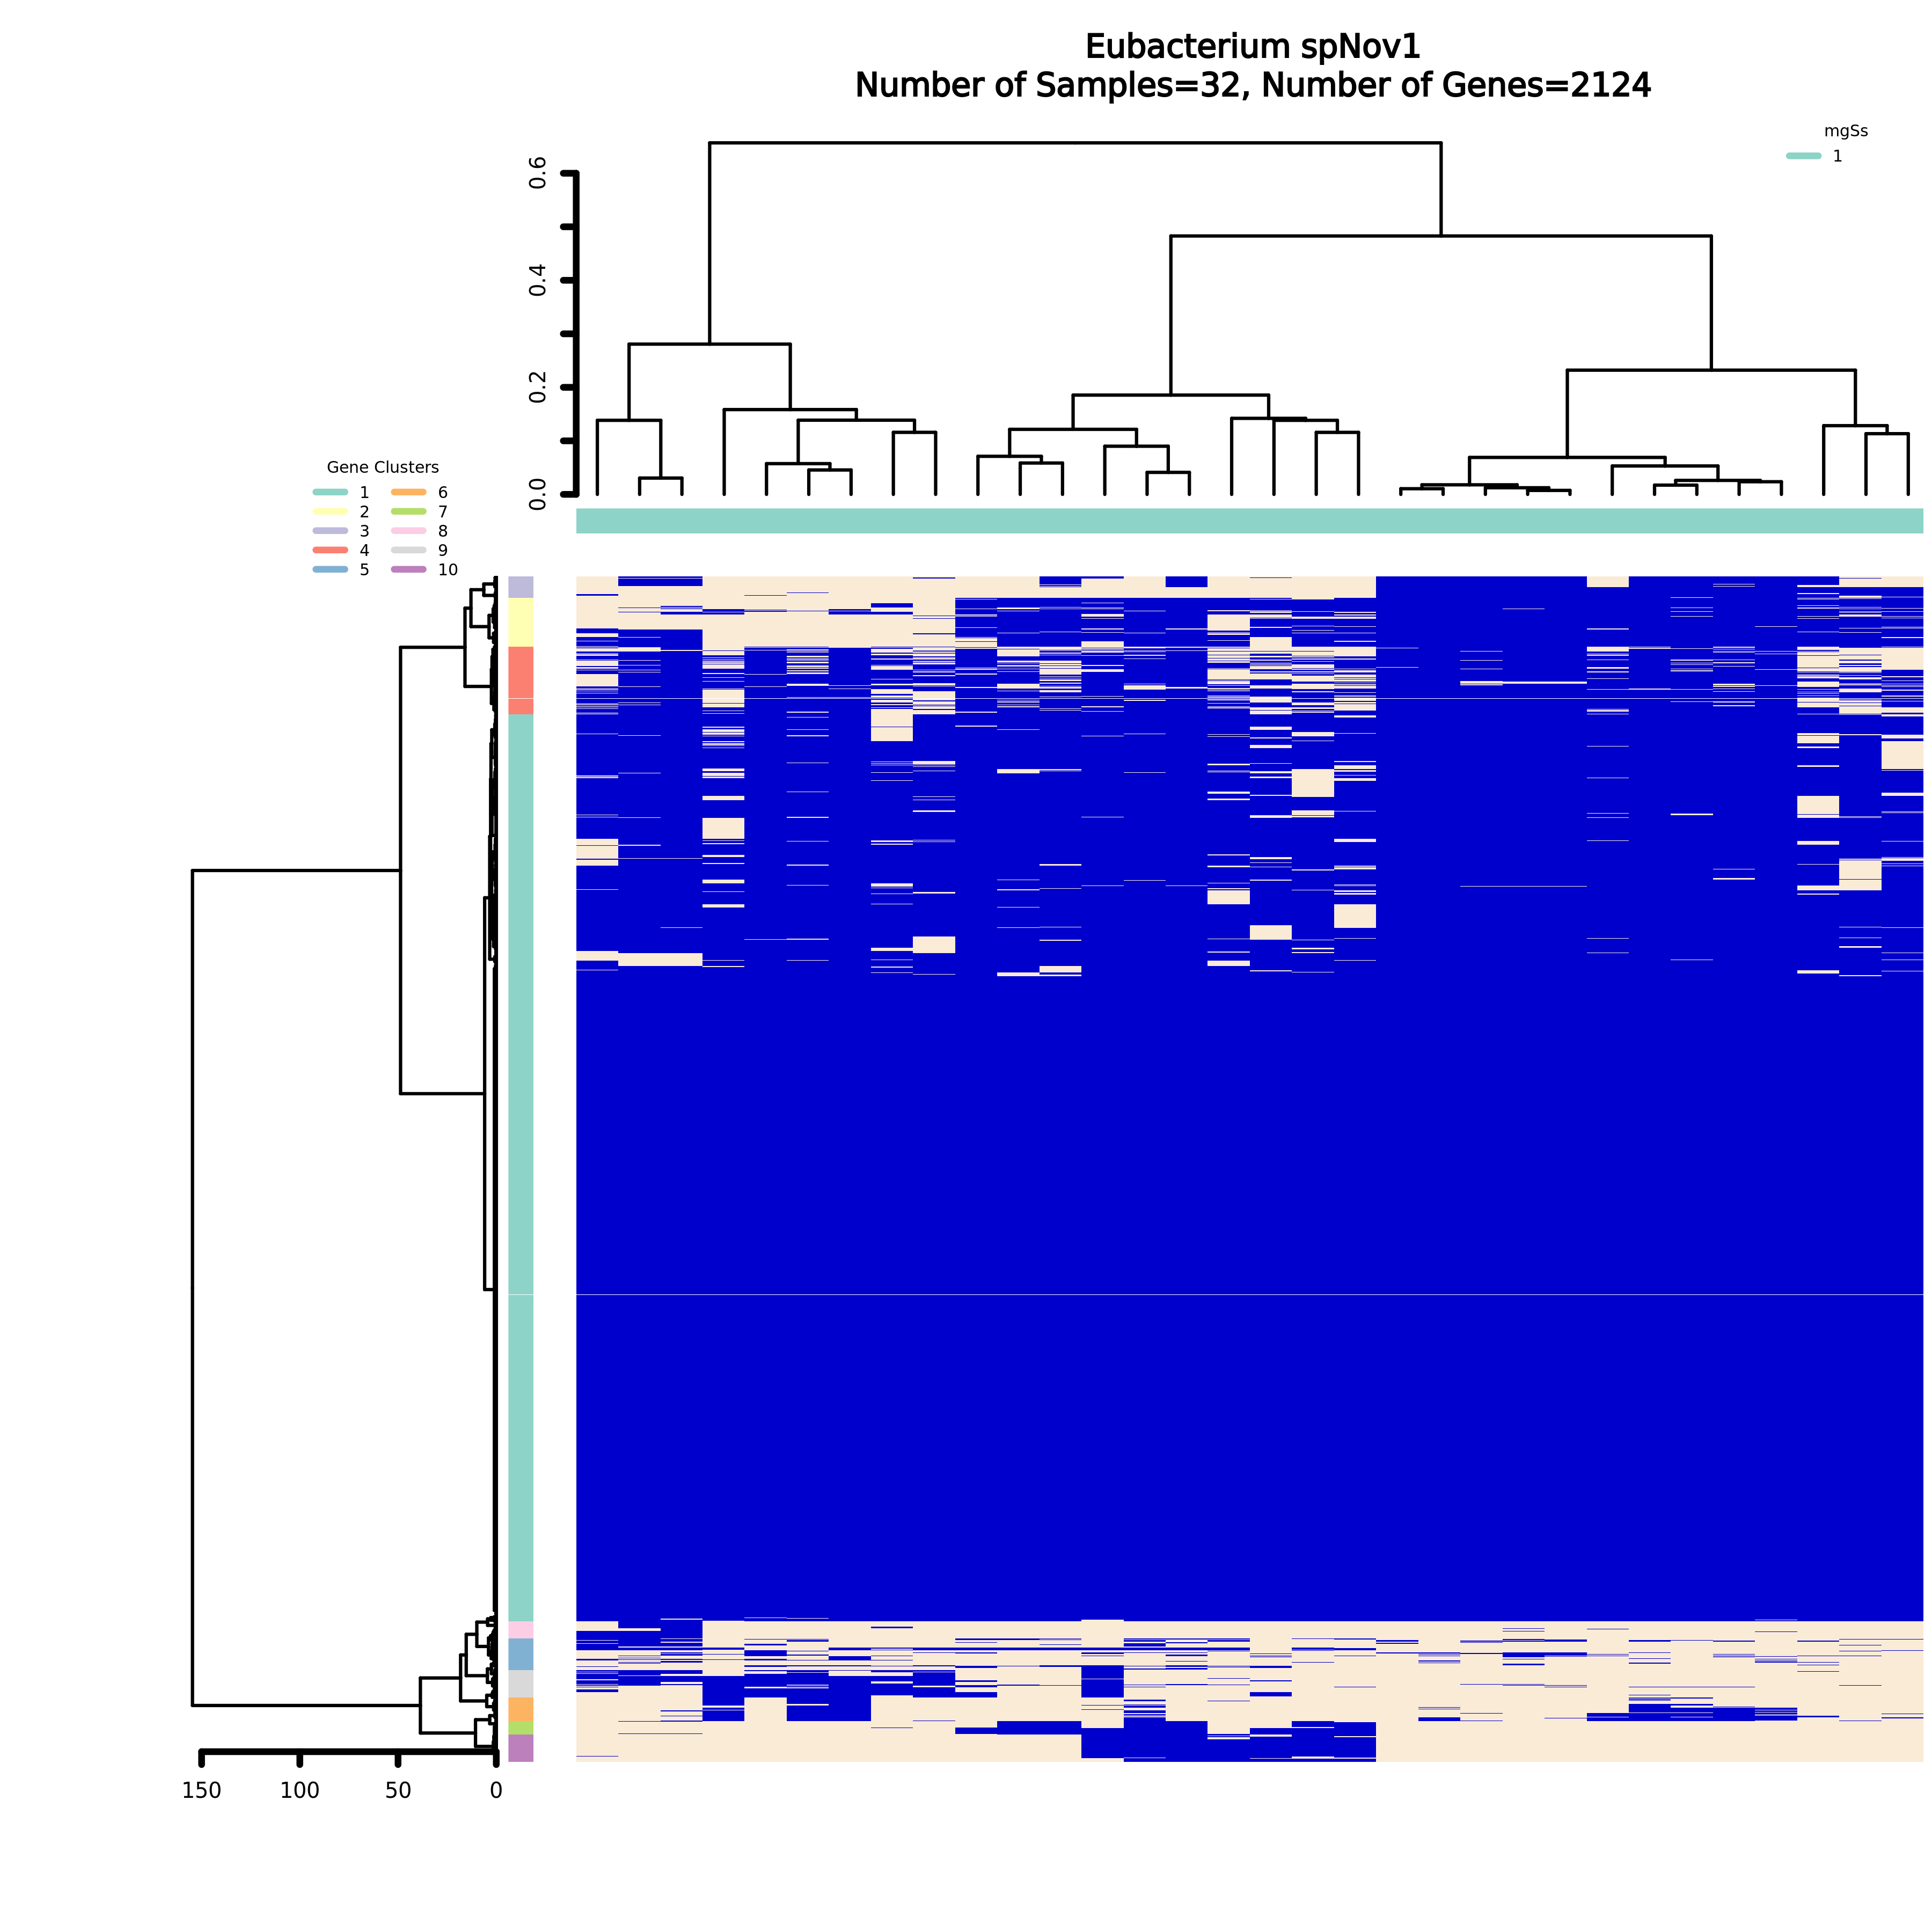 Eubacterium spNov1
Number of Samples=32, Number of Genes=2124
mgSs
1
0.6
0.4
0.2
0.0
Gene Clusters
1 6
2 7
3 8
4 9
5 10
150 100 50 0